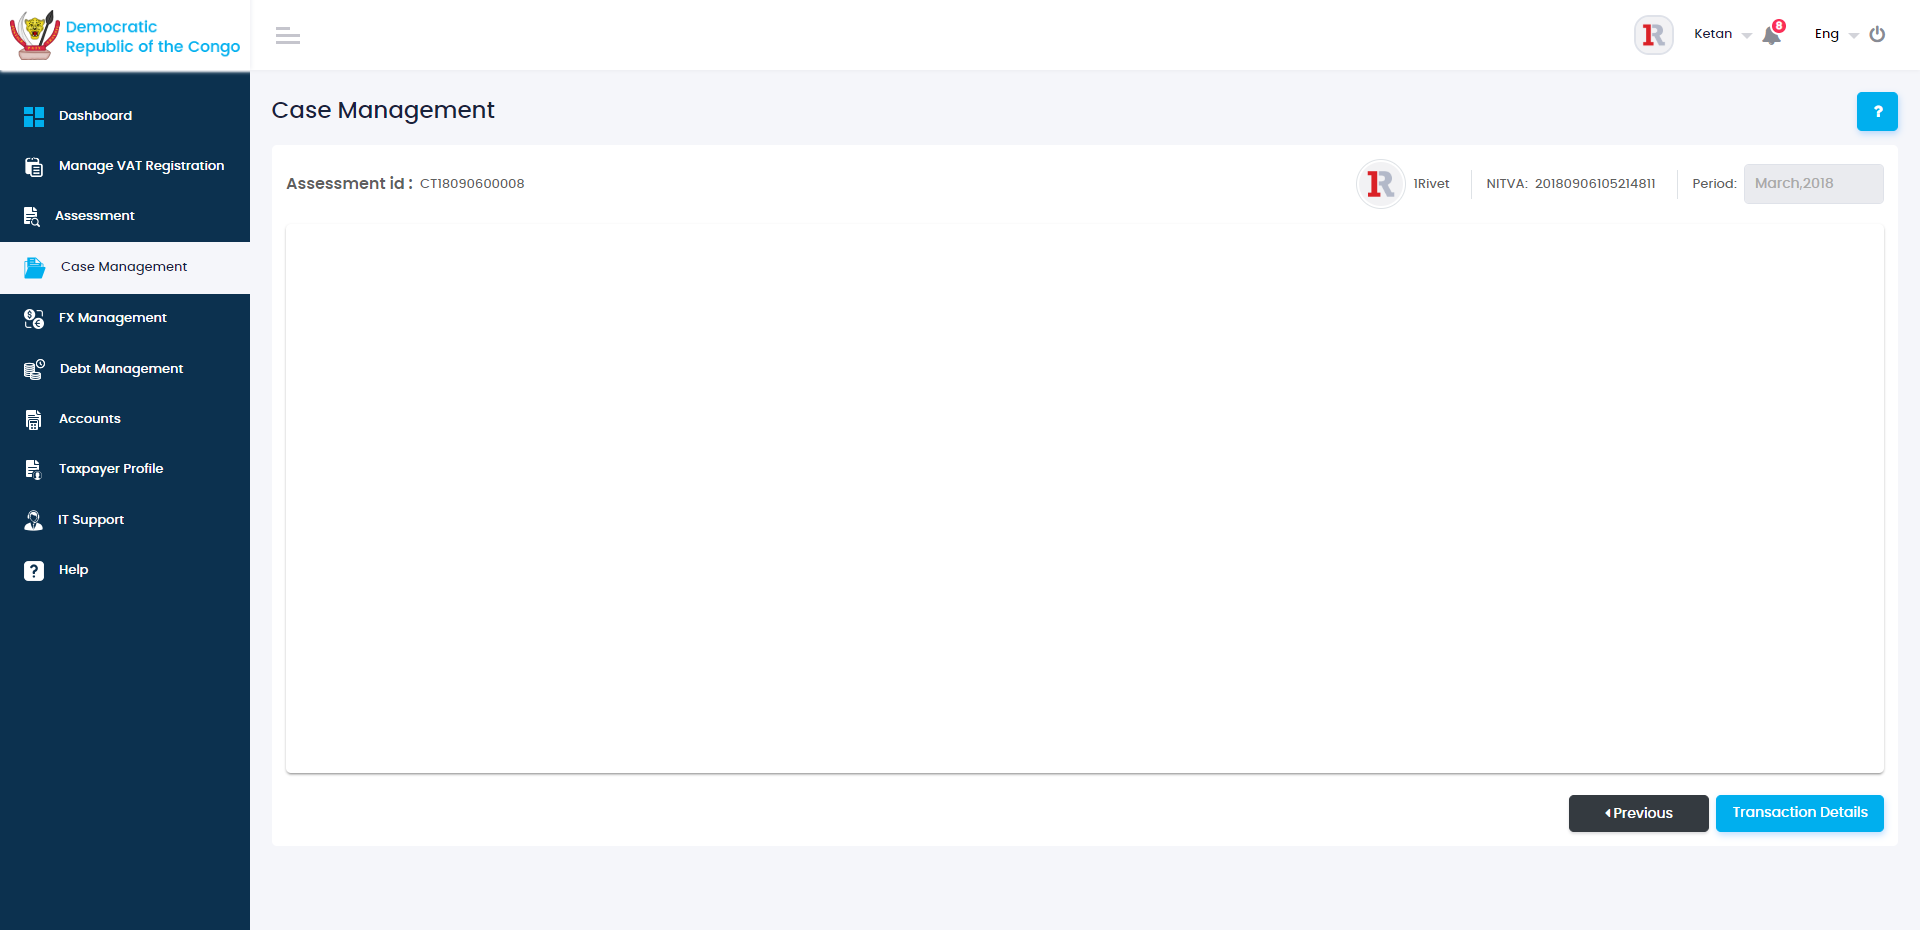 Democratic
Republic of the Congo
1R
Ketan
8
Eng
Dashboard
Manage VAT Registration
Assessment
Case Management
FX Management
Debt Management
Accounts
Taxpayer Profile
IT Support
Help
Case Management
?
Assessment id : CT18090600008
1R 1Rivet NITVA: 20180906105214811 Period: March,2018
Previous
Transaction Details